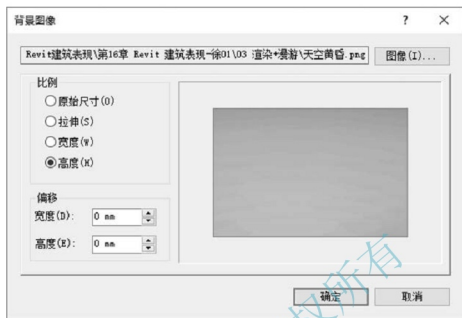 背景图像
? ×
Revit建筑表现\第16章 Revit 建筑表现-徐01\03 渲染+漫游\天空黄昏.png 图像(I)...
比例
原始尺寸(O)
拉伸(S)
宽度(W)
高度(H)
偏移
宽度(D): 0 mm
高度(E): 0 mm
权所有
确定 取消